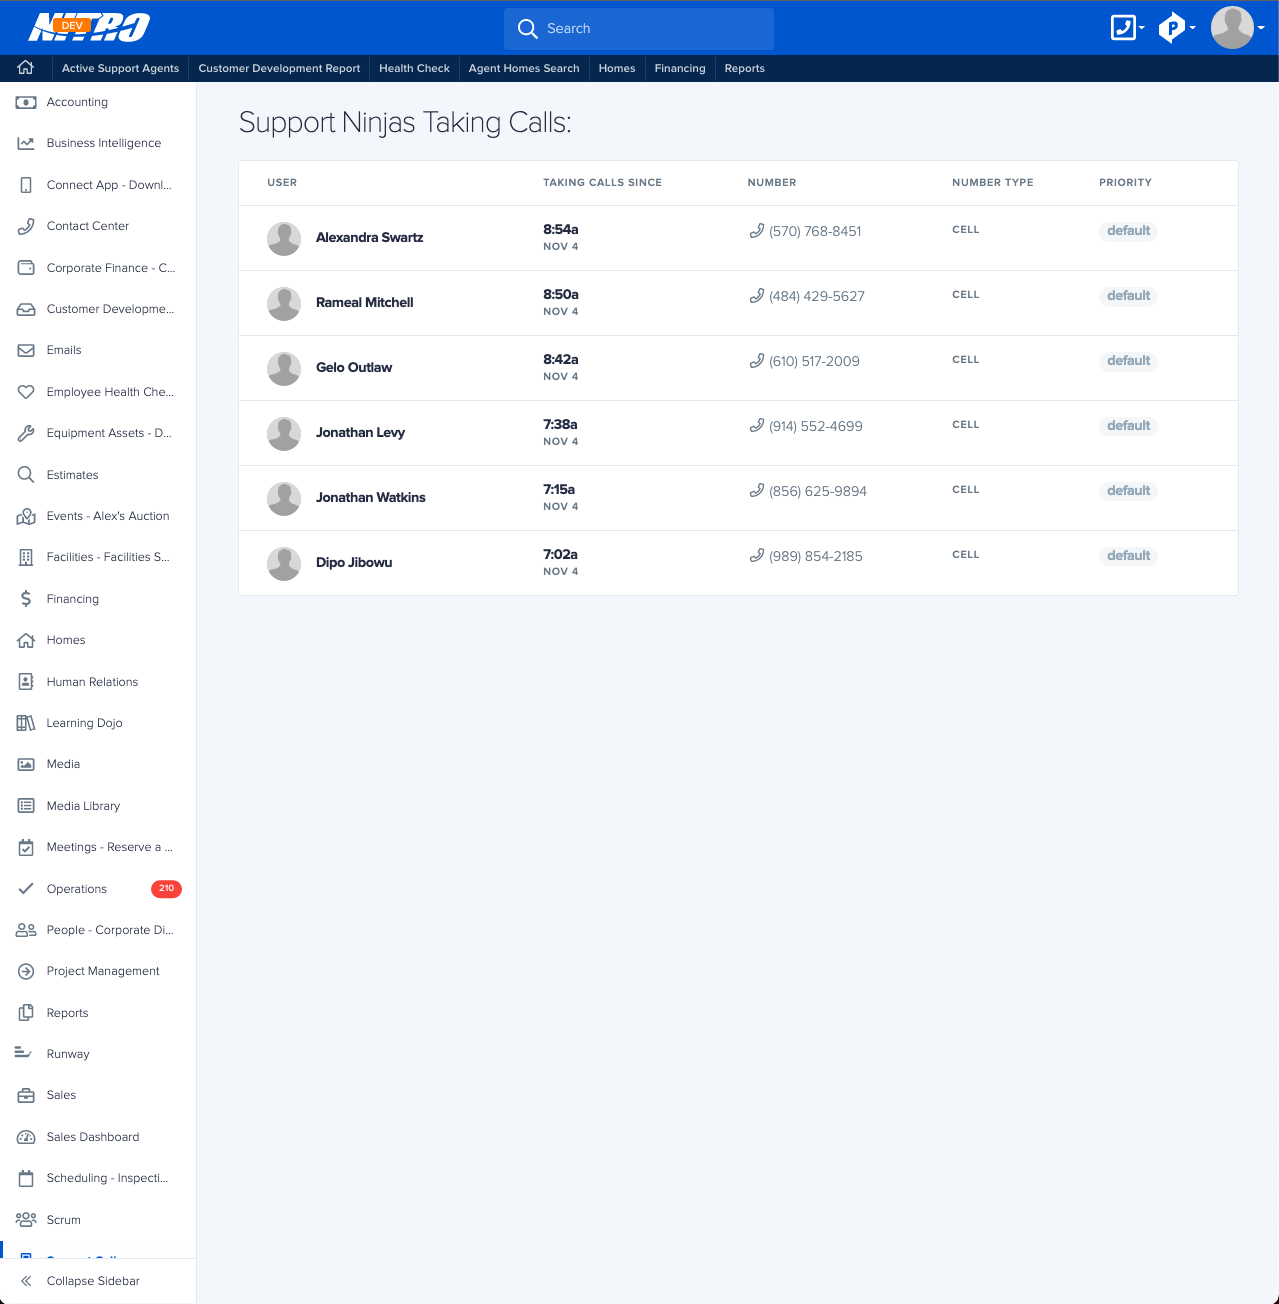 NITRO
DEV
Search
P
Active Support Agents
Customer Development Report
Health Check
Agent Homes Search
Homes
Financing
Reports
Accounting
Business Intelligence
Connect App - Downl...
Contact Center
Corporate Finance - C...
Customer Developme...
Emails
Employee Health Che...
Equipment Assets - D...
Estimates
Events - Alex's Auction
Facilities - Facilities S...
Financing
Homes
Human Relations
Learning Dojo
Media
Media Library
Meetings - Reserve a ...
Operations 210
People - Corporate Di...
Project Management
Reports
Runway
Sales
Sales Dashboard
Scheduling - Inspecti...
Scrum
Collapse Sidebar
Support Ninjas Taking Calls:
USER TAKING CALLS SINCE NUMBER NUMBER TYPE PRIORITY
Alexandra Swartz 8:54a (570) 768-8451 CELL default
NOV 4
Rameal Mitchell 8:50a (484) 429-5627 CELL default
NOV 4
Gelo Outlaw 8:42a (610) 517-2009 CELL default
NOV 4
Jonathan Levy 7:38a (914) 552-4699 CELL default
NOV 4
Jonathan Watkins 7:15a (856) 625-9894 CELL default
NOV 4
Dipo Jibowu 7:02a (989) 854-2185 CELL default
NOV 4